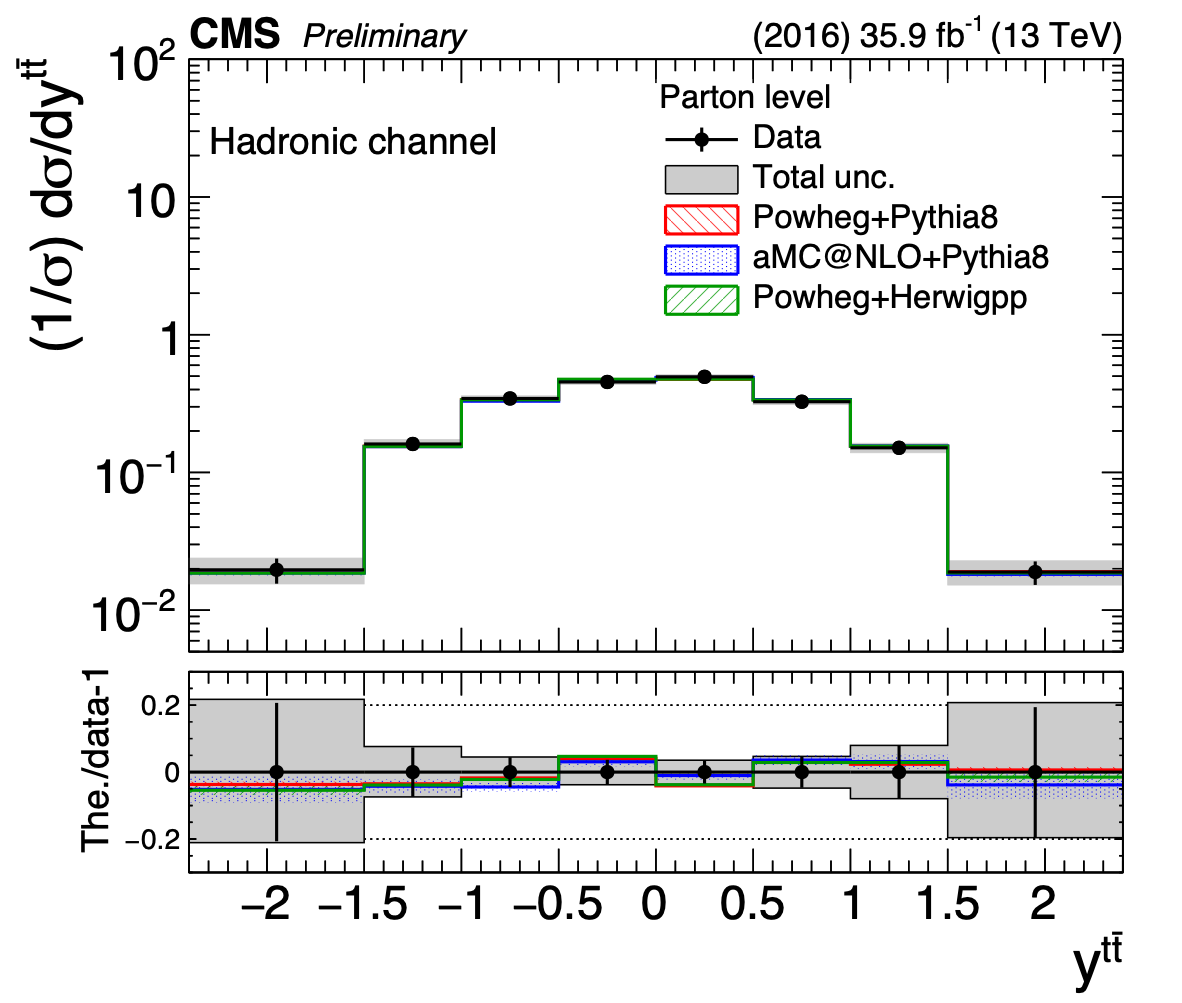 CMS Preliminary (2016) 35.9 fb⁻¹ (13 TeV)
(1/σ) dσ/dy^{tt̄}
10²
10
1
10⁻¹
10⁻²
Hadronic channel
Parton level
Data
Total unc.
Powheg+Pythia8
aMC@NLO+Pythia8
Powheg+Herwigpp
The./data-1
0.2
0
−0.2
−2 −1.5 −1 −0.5 0 0.5 1 1.5 2
y^{tt̄}